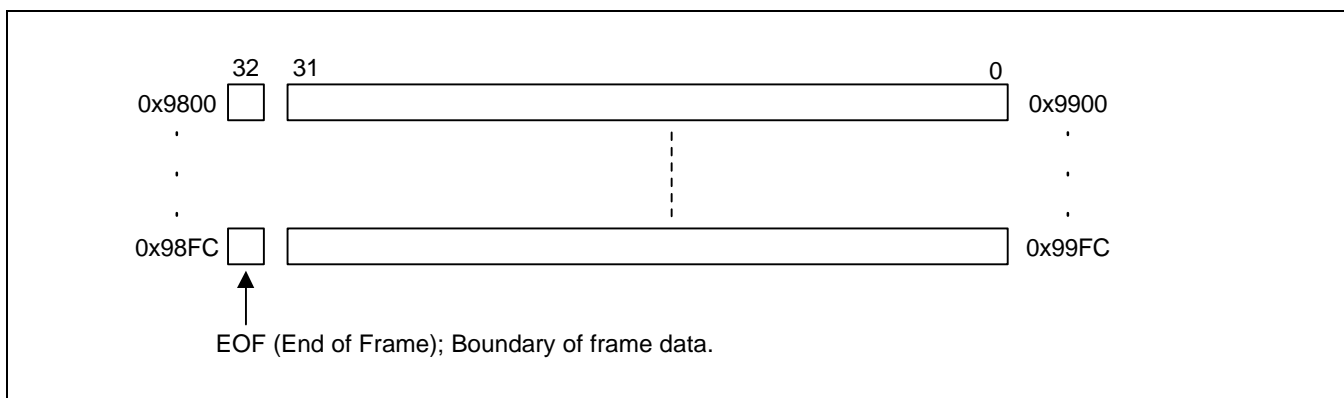 32 31 0
0x9800 0x9900
0x98FC 0x99FC
EOF (End of Frame); Boundary of frame data.